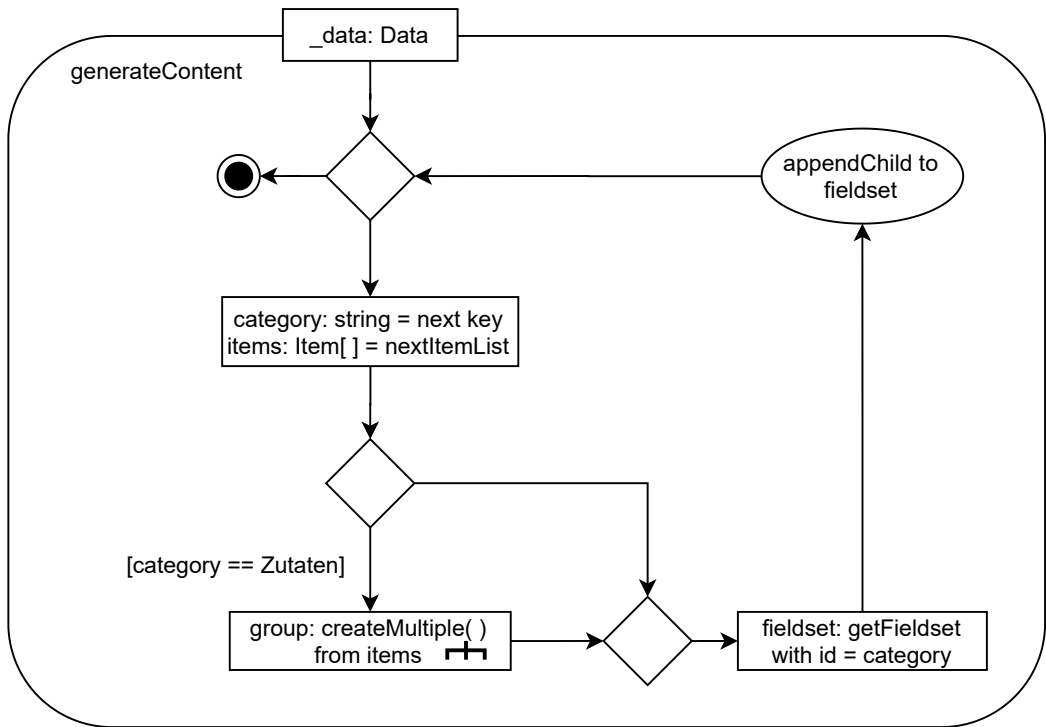 _data: Data
generateContent
appendChild to
fieldset
category: string = next key
items: Item[ ] = nextItemList
[category == Zutaten]
group: createMultiple( )
from items
fieldset: getFieldset
with id = category